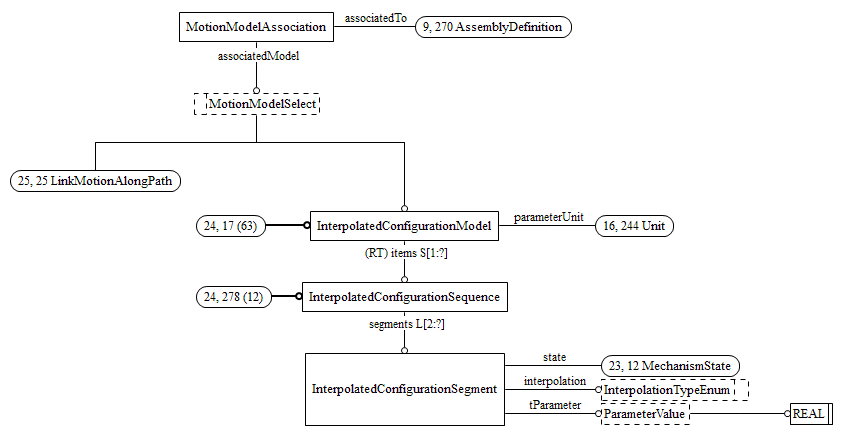 MotionModelAssociation
associatedTo
9, 270 AssemblyDefinition
associatedModel
MotionModelSelect
25, 25 LinkMotionAlongPath
24, 17 (63)
InterpolatedConfigurationModel
parameterUnit
16, 244 Unit
(RT) items S[1:?]
24, 278 (12)
InterpolatedConfigurationSequence
segments L[2:?]
InterpolatedConfigurationSegment
state
23, 12 MechanismState
interpolation
InterpolationTypeEnum
tParameter
ParameterValue
REAL